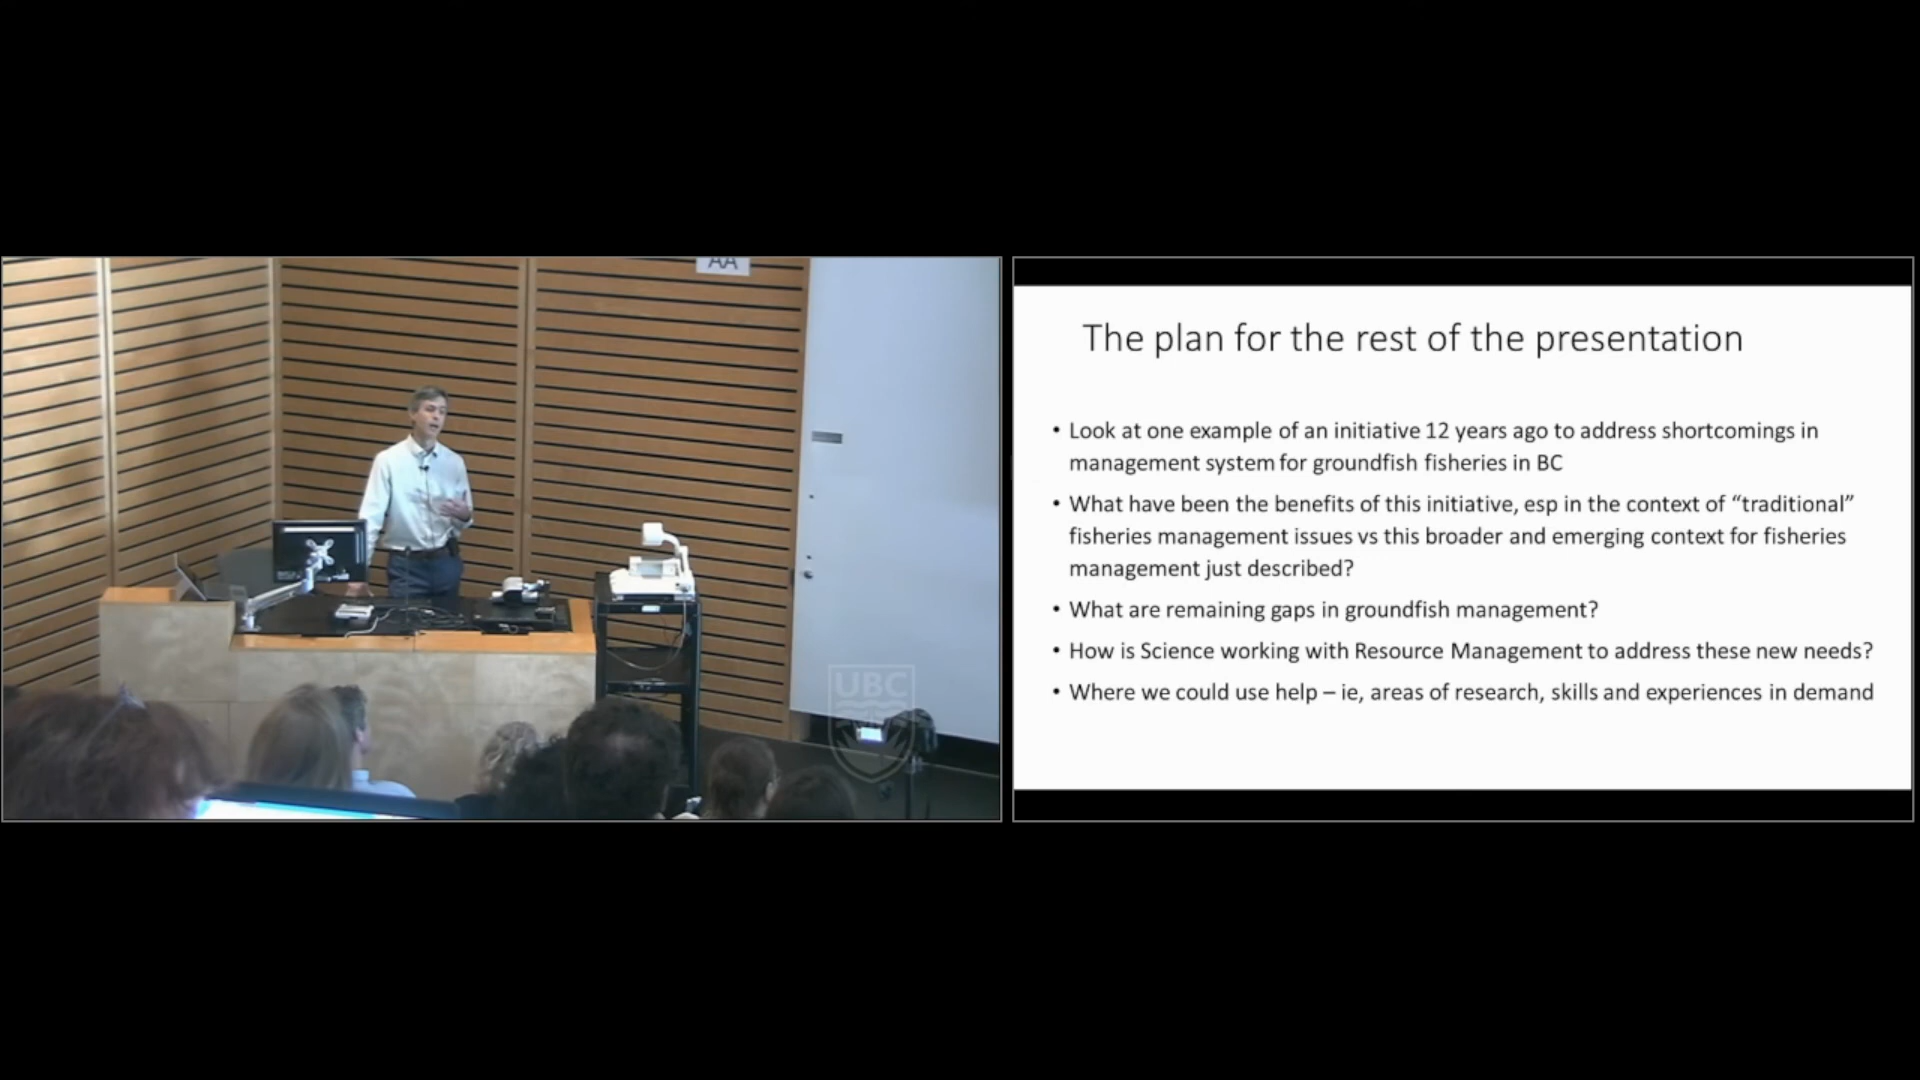 AA
UBC
The plan for the rest of the presentation
• Look at one example of an initiative 12 years ago to address shortcomings in
management system for groundfish fisheries in BC
• What have been the benefits of this initiative, esp in the context of “traditional”
fisheries management issues vs this broader and emerging context for fisheries
management just described?
• What are remaining gaps in groundfish management?
• How is Science working with Resource Management to address these new needs?
• Where we could use help – ie, areas of research, skills and experiences in demand